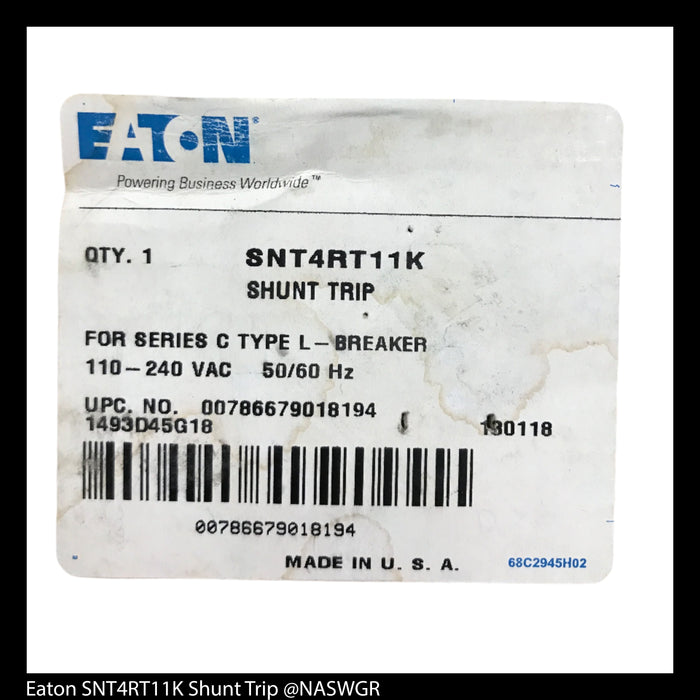 EATON®
Powering Business Worldwide™
QTY. 1 SNT4RT11K
SHUNT TRIP
FOR SERIES C TYPE L-BREAKER
110-240 VAC 50/60 Hz
UPC. NO. 00786679018194
1493D45G18 130118
00786679018194
MADE IN U. S. A. 68C2945H02
Eaton SNT4RT11K Shunt Trip @NASWGR